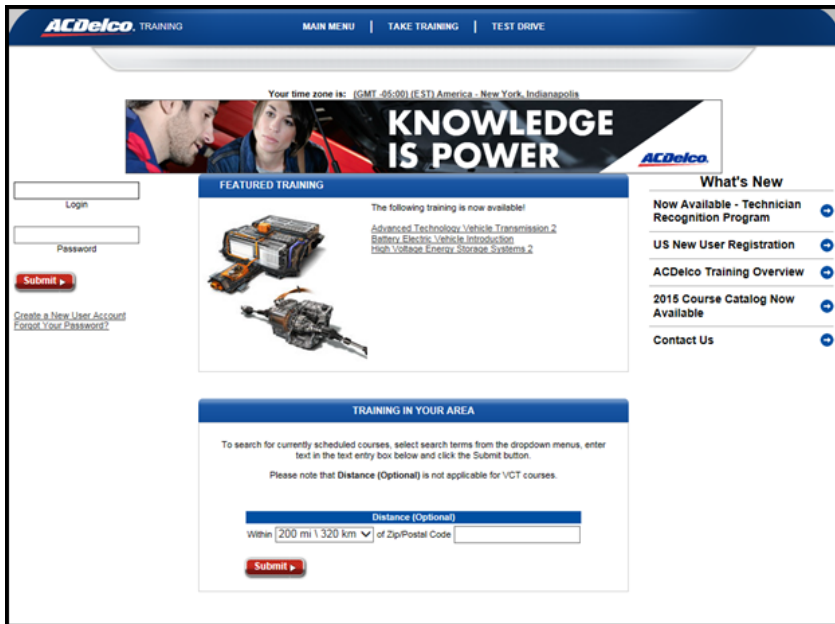 ACDelco. TRAINING
MAIN MENU | TAKE TRAINING | TEST DRIVE
Your time zone is: (GMT -05:00) (EST) America - New York, Indianapolis
KNOWLEDGE
IS POWER
ACDelco.
Login
Password
Submit
Create a New User Account
Forgot Your Password?
FEATURED TRAINING
The following training is now available!
Advanced Technology Vehicle Transmission 2
Battery Electric Vehicle Introduction
High Voltage Energy Storage Systems 2
What's New
Now Available - Technician
Recognition Program
US New User Registration
ACDelco Training Overview
2015 Course Catalog Now
Available
Contact Us
TRAINING IN YOUR AREA
To search for currently scheduled courses, select search terms from the dropdown menus, enter
text in the text entry box below and click the Submit button.
Please note that Distance (Optional) is not applicable for VCT courses.
Distance (Optional)
Within 200 mi \ 320 km of Zip/Postal Code
Submit